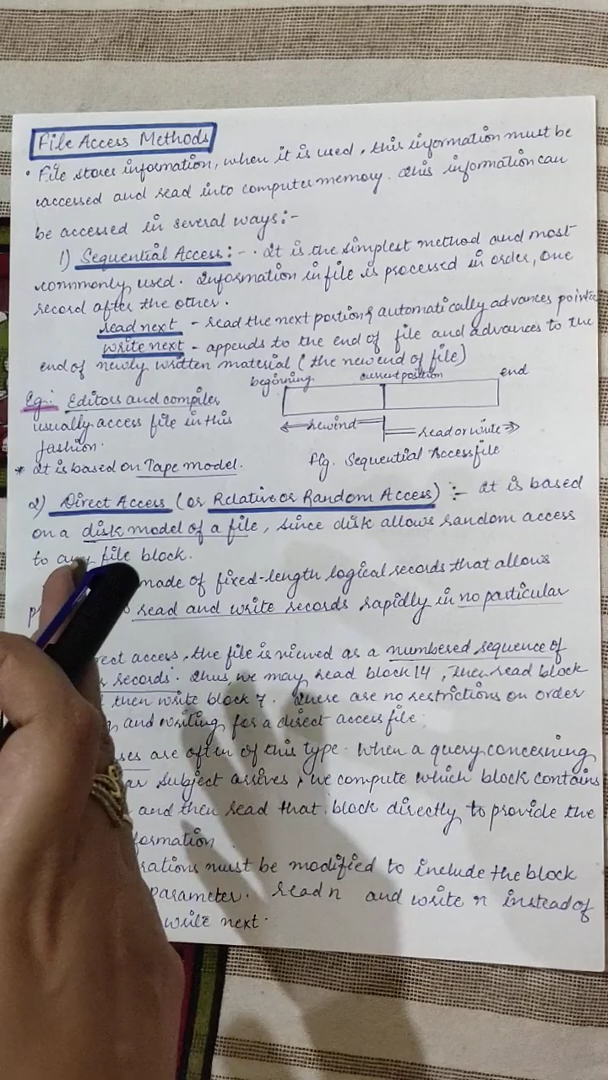 File Access Methods
• File stores information, when it is used, this information must be
accessed and read into computer memory. This information can
be accessed in several ways:-
1) Sequential Access:- · It is the simplest method and most
commonly used. Information in file is processed in order, one
record after the other.
read next - read the next portion & automatically advances pointer
write next - appends to the end of file and advances to the
end of newly written material (the new end of file)
beginning. current position end
Eg:- Editors and compiler
usually access file in this
fashion.
rewind
read or write
* It is based on Tape model.
fig. Sequential Access file
2) Direct Access (or Relative or Random Access) :- It is based
on a disk model of a file, since disk allows random access
to any file block.
made of fixed-length logical records that allows
read and write records rapidly in no particular
access, the file is viewed as a numbered sequence of
records. Thus we may read block 14, then read block
then write block 7. There are no restrictions on order
and writing for a direct access file.
are often of this type. When a query concerning
subject arrives, we compute which block contains
and then read that block directly to provide the
must be modified to include the block
parameter. read n and write n instead of
write next.